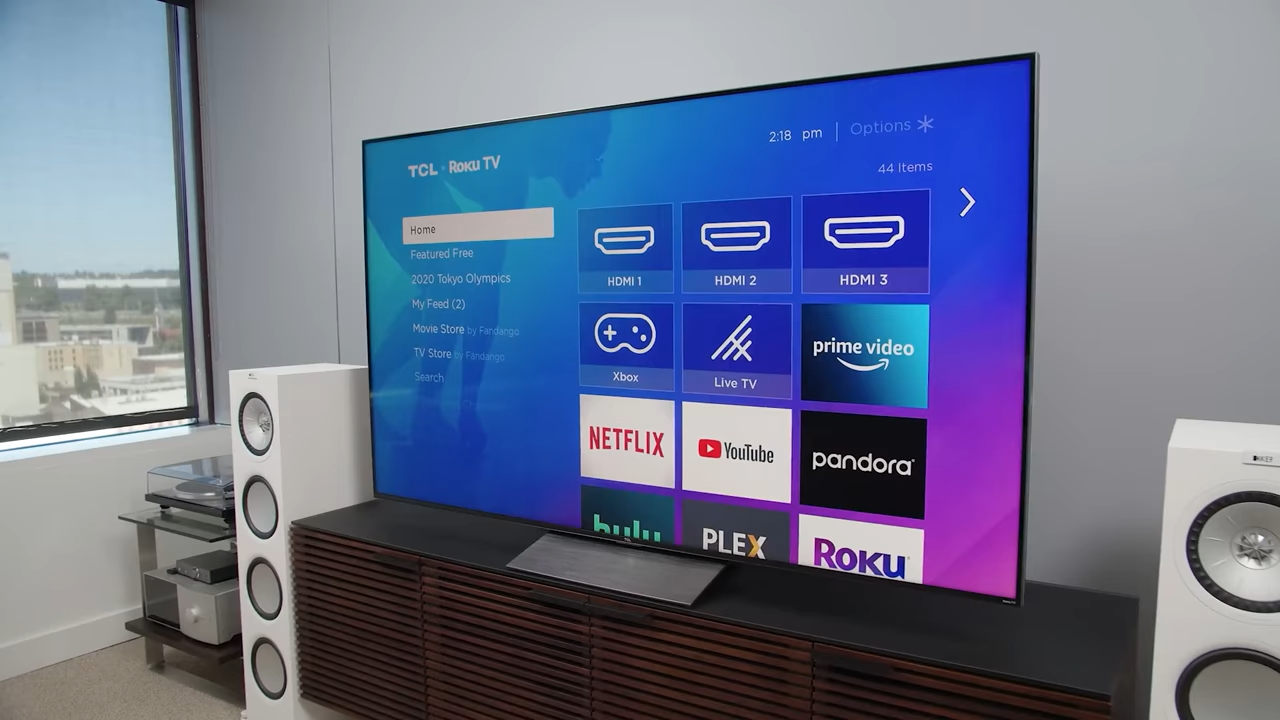 2:18 pm | Options
TCL · Roku TV
44 Items
Home
Featured Free
2020 Tokyo Olympics
My Feed (2)
Movie Store by Fandango
TV Store by Fandango
Search
HDMI 1
HDMI 2
HDMI 3
Xbox
Live TV
prime video
NETFLIX
YouTube
pandora
hulu
PLEX
Roku
KEF